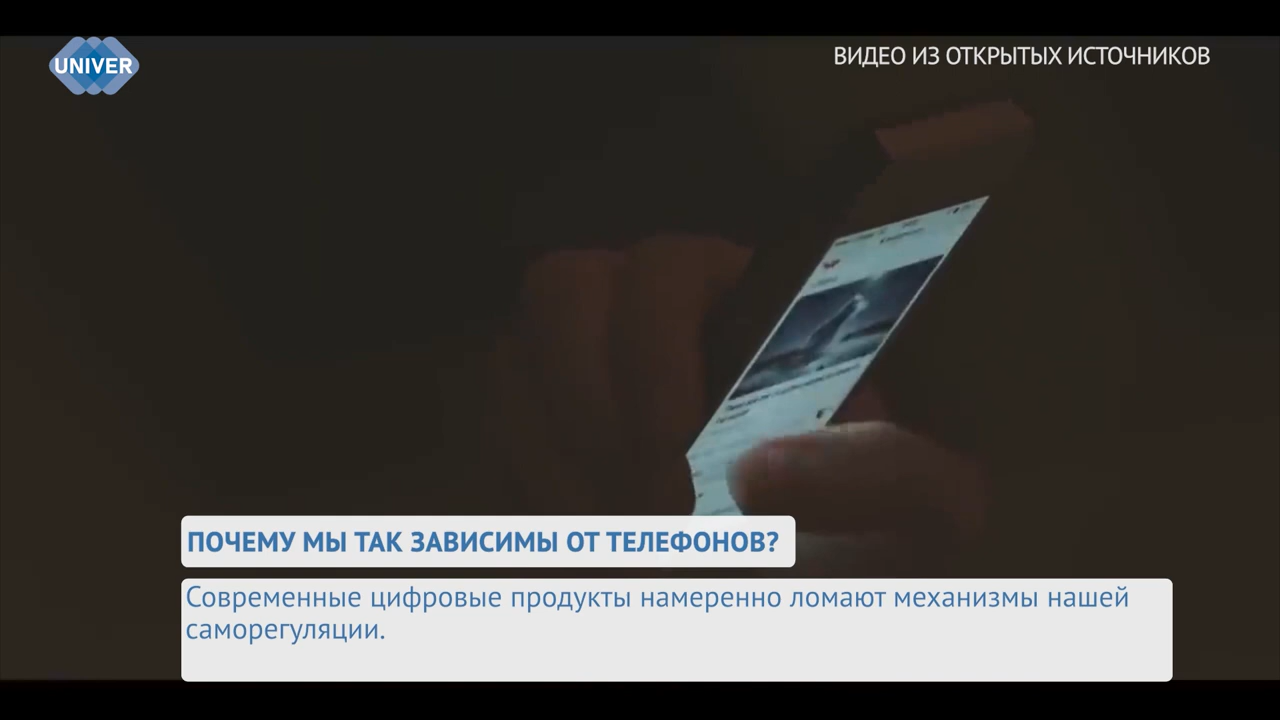 UNIVER
ВИДЕО ИЗ ОТКРЫТЫХ ИСТОЧНИКОВ
ПОЧЕМУ МЫ ТАК ЗАВИСИМЫ ОТ ТЕЛЕФОНОВ?
Современные цифровые продукты намеренно ломают механизмы нашей
саморегуляции.